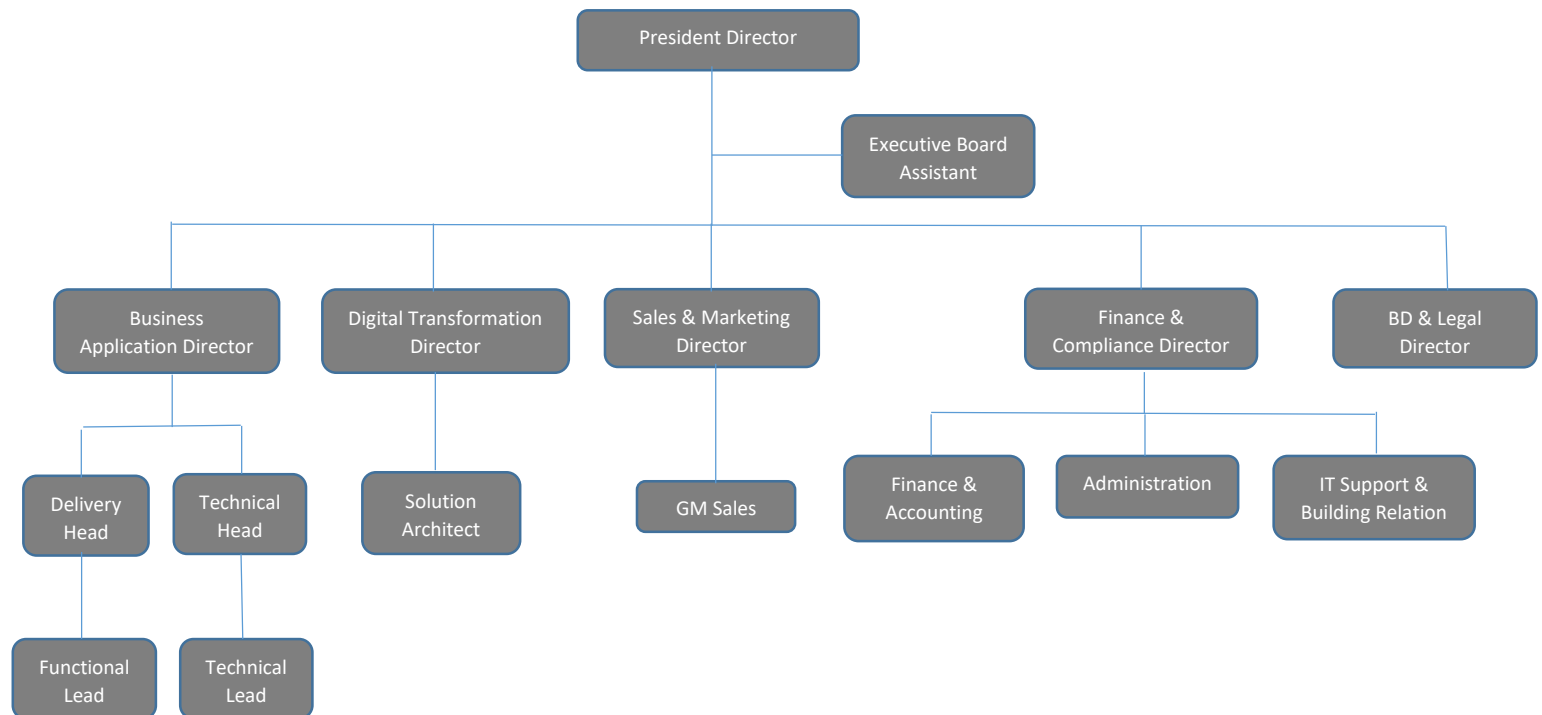 President Director
Executive Board
Assistant
Business
Application Director
Digital Transformation
Director
Sales & Marketing
Director
Finance &
Compliance Director
BD & Legal
Director
Delivery
Head
Technical
Head
Solution
Architect
GM Sales
Finance &
Accounting
Administration
IT Support &
Building Relation
Functional
Lead
Technical
Lead